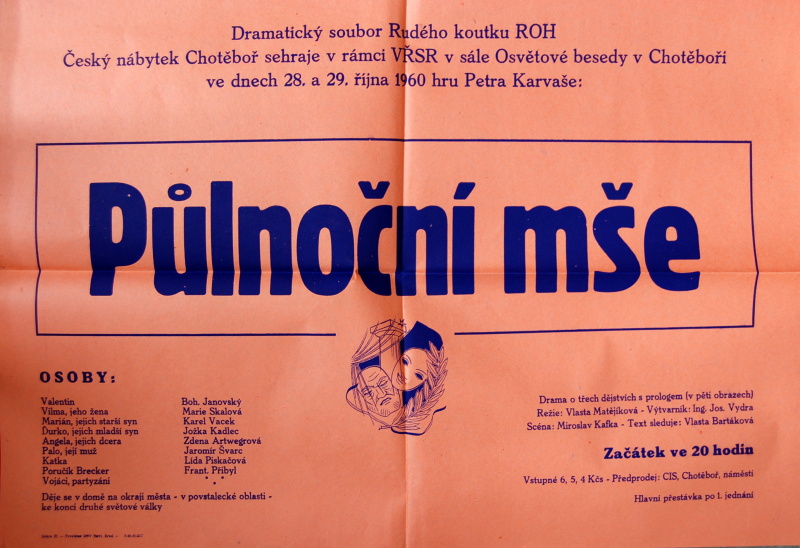 Dramatický soubor Rudého koutku ROH
Český nábytek Chotěboř sehraje v rámci VŘSR v sále Osvětové besedy v Chotěboři
ve dnech 28. a 29. října 1960 hru Petra Karvaše:
Půlnoční mše
OSOBY:
Valentin Boh. Janovský
Vilma, jeho žena Marie Skalová
Marián, jejich starší syn Karel Vacek
Ďurko, jejich mladší syn Jožka Kadlec
Angela, jejich dcera Zdena Artwegrová
Palo, její muž Jaromír Švarc
Katka Lída Piskačová
Poručík Brecker Frant. Přibyl
Vojáci, partyzáni * * *
Děje se v domě na okraji města - v povstalecké oblasti -
ke konci druhé světové války
Drama o třech dějstvích s prologem (v pěti obrazech)
Režie: Vlasta Matějíková - Výtvarník: Ing. Jos. Vydra
Scéna: Miroslav Kafka - Text sleduje: Vlasta Bartáková
Začátek ve 20 hodin
Vstupné 6, 5, 4 Kčs - Předprodej: CIS, Chotěboř, náměstí
Hlavní přestávka po 1. jednání